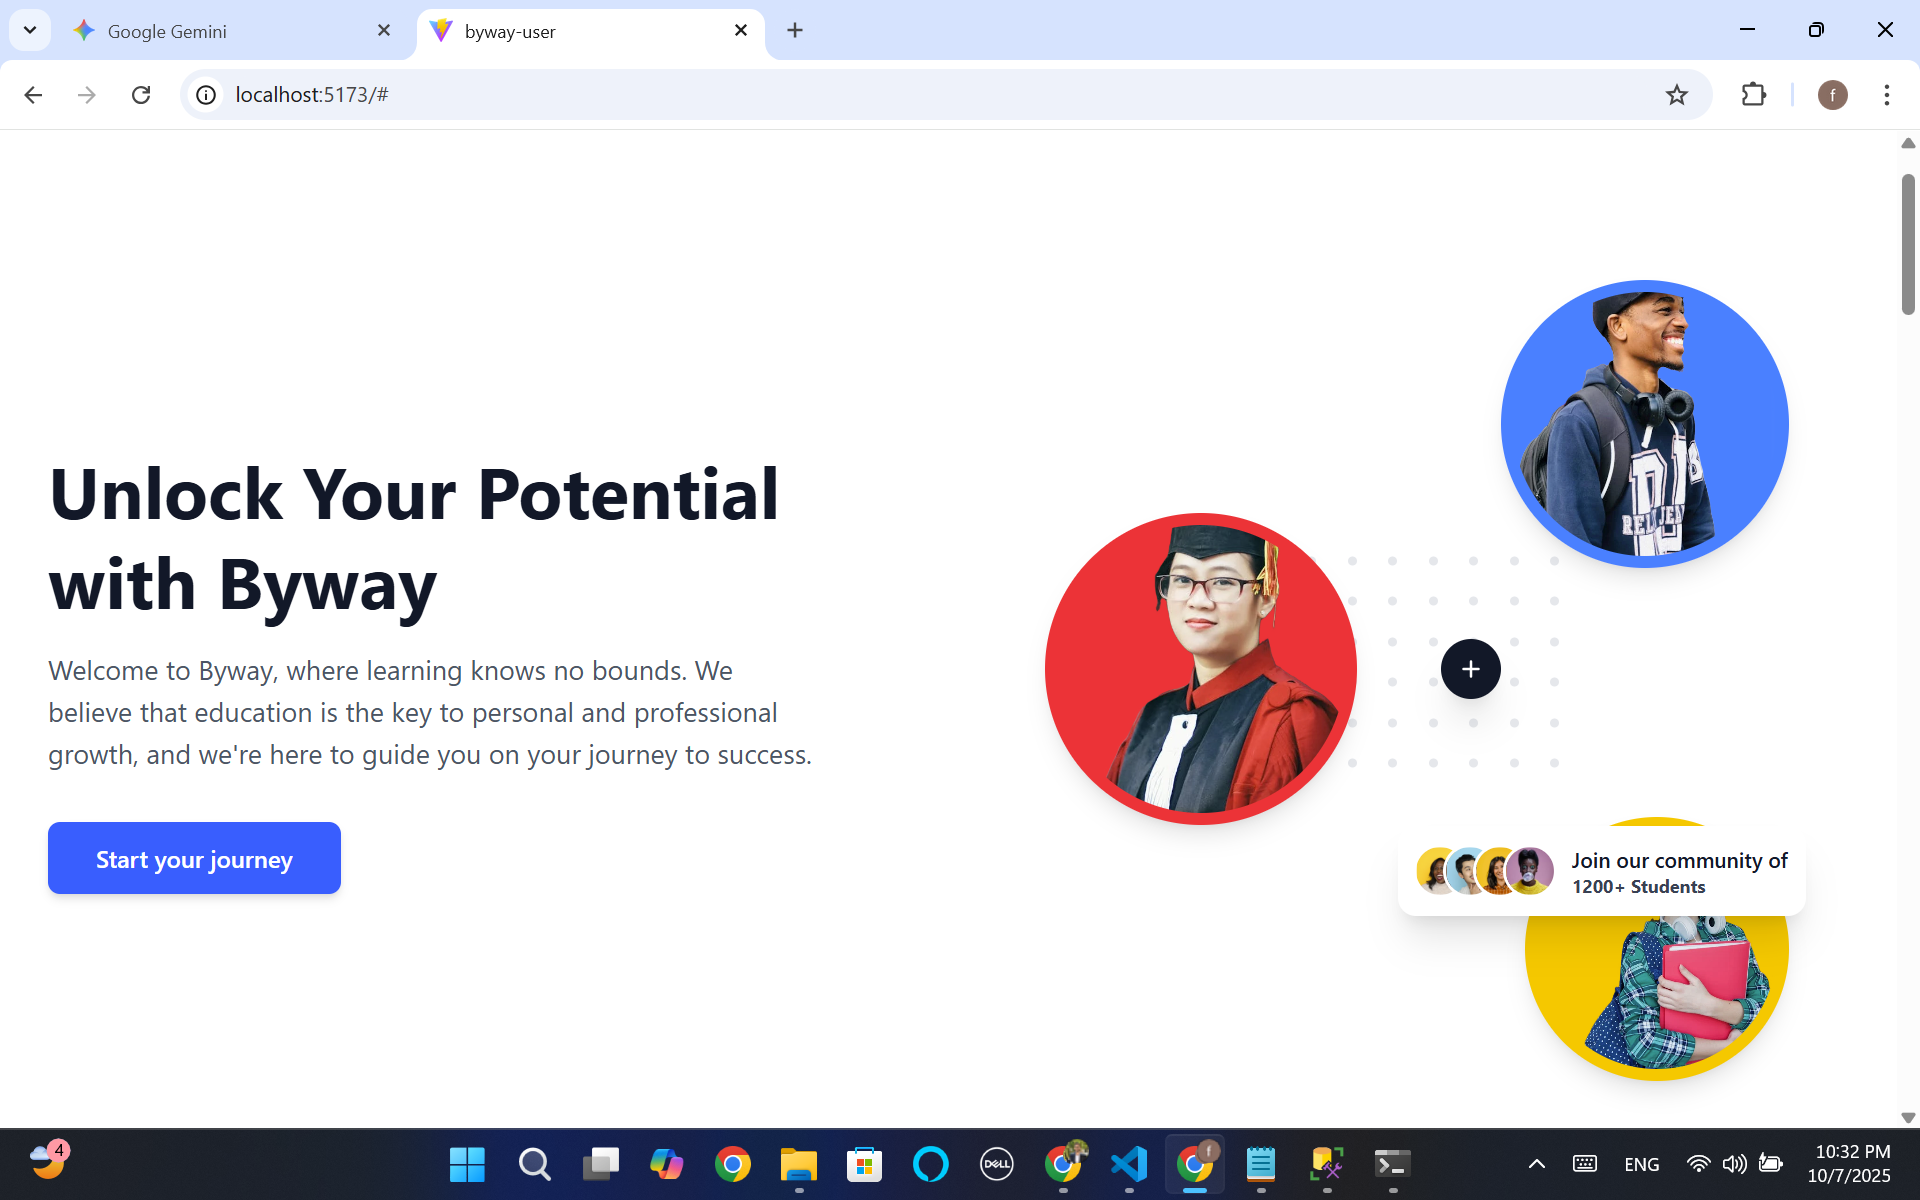 Google Gemini
byway-user
localhost:5173/#
f
Unlock Your Potential
with Byway
Welcome to Byway, where learning knows no bounds. We
believe that education is the key to personal and professional
growth, and we're here to guide you on your journey to success.
Start your journey
Join our community of
1200+ Students
4
DELL
f
ENG
10:32 PM
10/7/2025